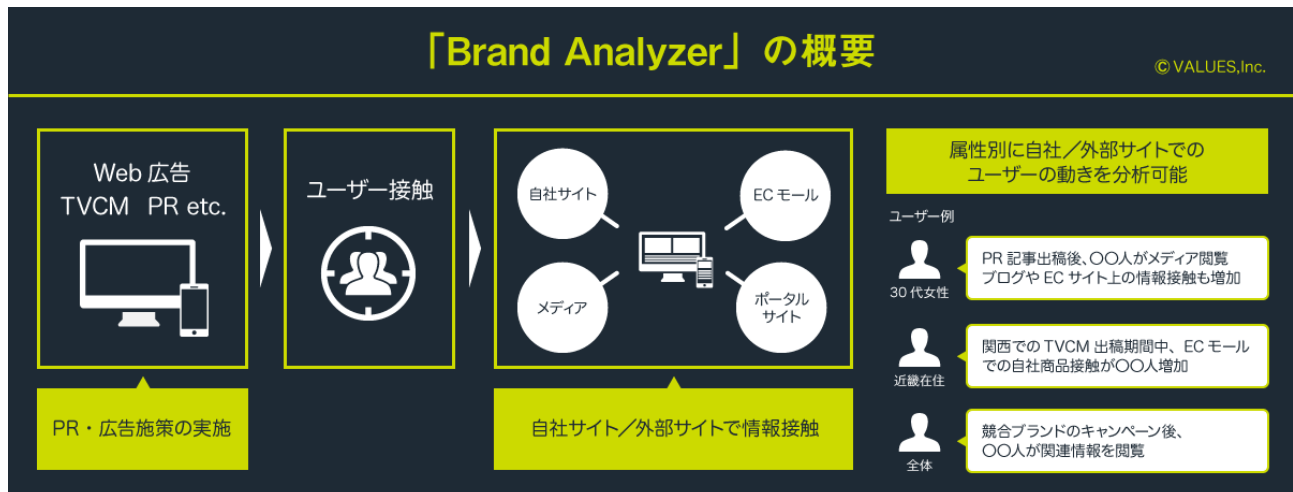 「Brand Analyzer」の概要
© VALUES,Inc.
Web 広告
TVCM PR etc.
PR・広告施策の実施
ユーザー接触
自社サイト
EC モール
メディア
ポータル
サイト
自社サイト／外部サイトで情報接触
属性別に自社／外部サイトでの
ユーザーの動きを分析可能
ユーザー例
30 代女性
PR 記事出稿後、〇〇人がメディア閲覧
ブログや EC サイト上の情報接触も増加
近畿在住
関西での TVCM 出稿期間中、EC モール
での自社商品接触が〇〇人増加
全体
競合ブランドのキャンペーン後、
〇〇人が関連情報を閲覧